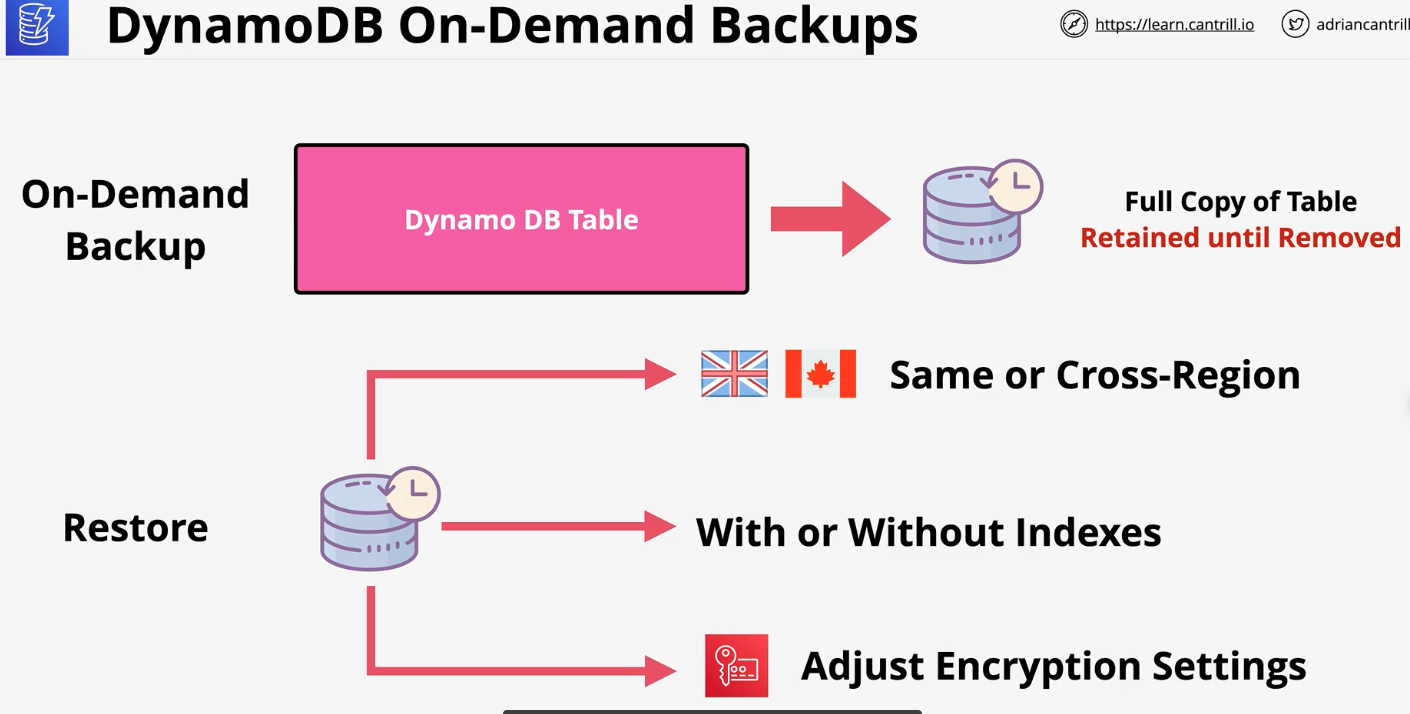 DynamoDB On-Demand Backups
https://learn.cantrill.io
adriancantrill
On-Demand
Backup
Dynamo DB Table
Full Copy of Table
Retained until Removed
Same or Cross-Region
Restore
With or Without Indexes
Adjust Encryption Settings